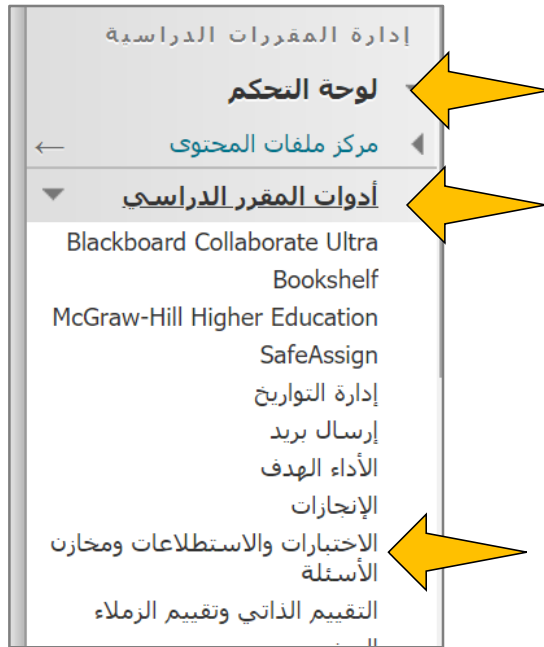 إدارة المقررات الدراسية
لوحة التحكم
مركز ملفات المحتوى
أدوات المقرر الدراسي
Blackboard Collaborate Ultra
Bookshelf
McGraw-Hill Higher Education
SafeAssign
إدارة التواريخ
إرسال بريد
الأداء الهدف
الإنجازات
الاختبارات والاستطلاعات ومخازن
الأسئلة
التقييم الذاتي وتقييم الزملاء